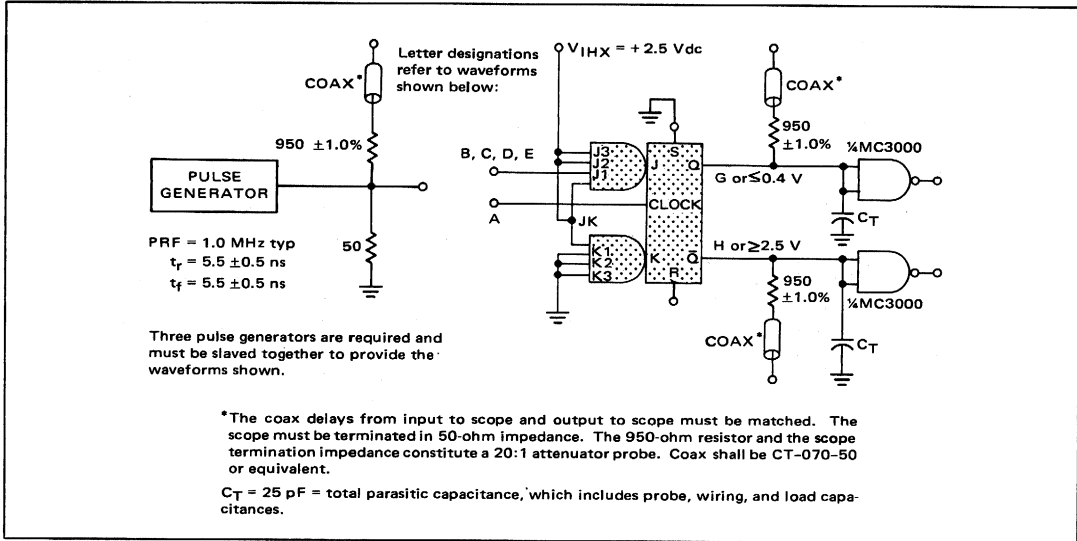 Letter designations
refer to waveforms
shown below:
COAX*
950 ±1.0%
PULSE
GENERATOR
50
PRF = 1.0 MHz typ
tr = 5.5 ±0.5 ns
tf = 5.5 ±0.5 ns
Three pulse generators are required and
must be slaved together to provide the
waveforms shown.
VIHX = + 2.5 Vdc
B, C, D, E
A
J3
J2
J1
J
S
Q
CLOCK
JK
K1
K2
K3
K
Q̅
R
COAX*
950
±1.0%
¼MC3000
G or ≤0.4 V
CT
H or ≥2.5 V
950
±1.0%
¼MC3000
COAX*
CT
*The coax delays from input to scope and output to scope must be matched. The
scope must be terminated in 50-ohm impedance. The 950-ohm resistor and the scope
termination impedance constitute a 20:1 attenuator probe. Coax shall be CT-070-50
or equivalent.
CT = 25 pF = total parasitic capacitance, which includes probe, wiring, and load capa-
citances.